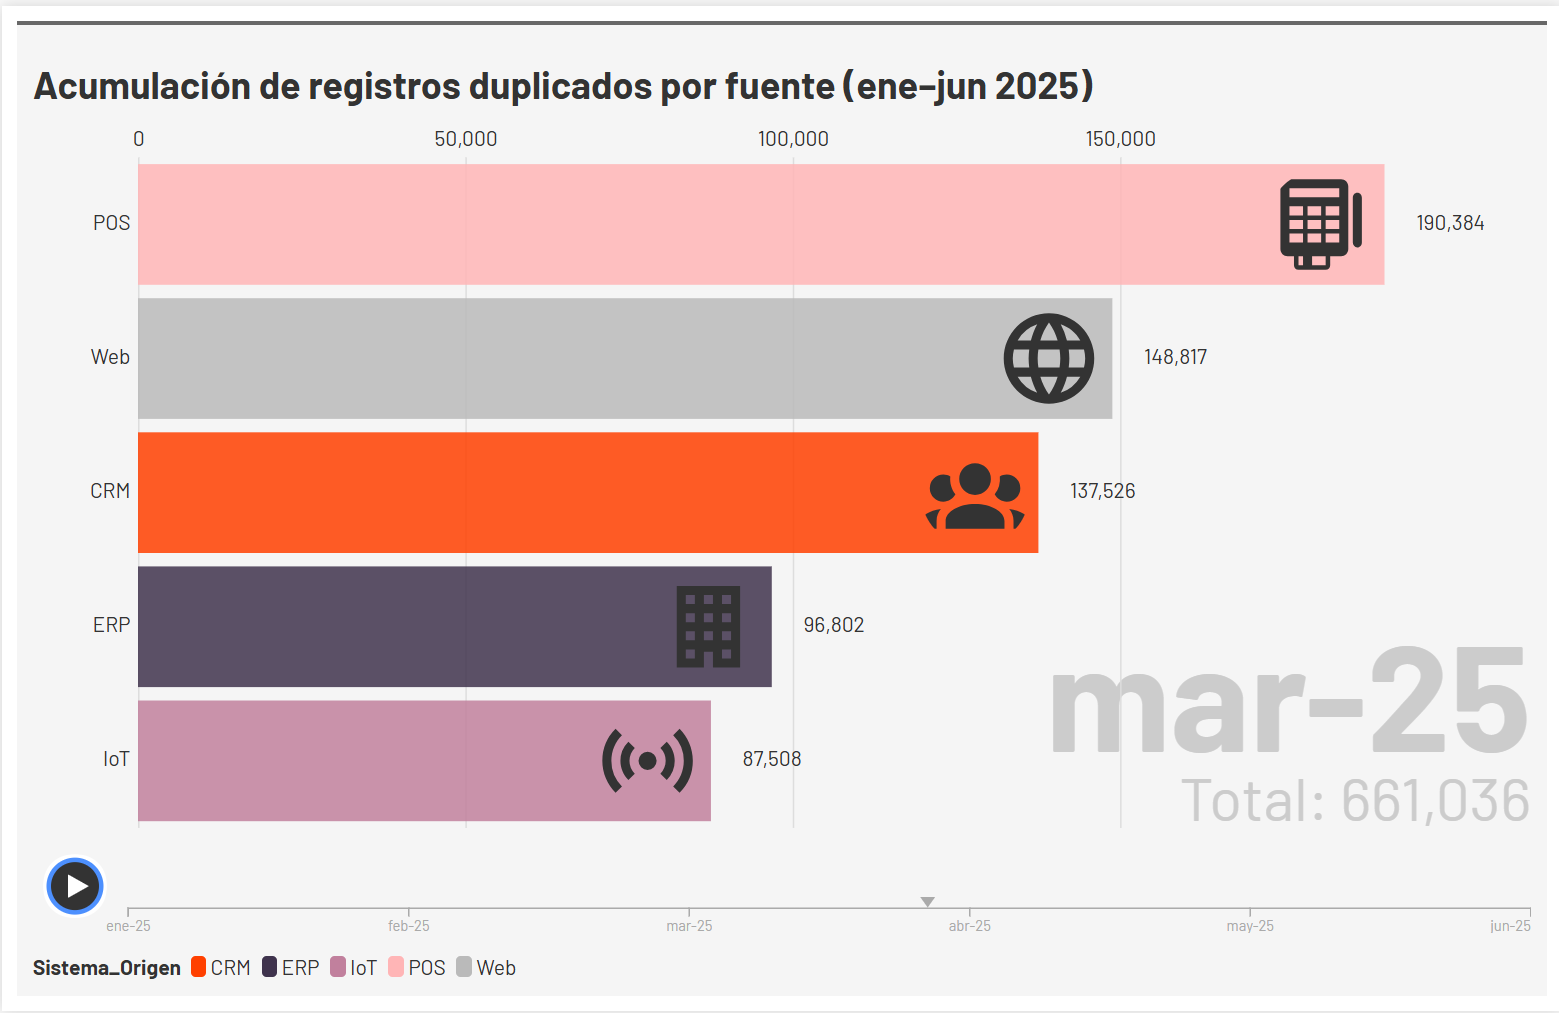 Acumulación de registros duplicados por fuente (ene–jun 2025)
0 50,000 100,000 150,000
POS 190,384
Web 148,817
CRM 137,526
ERP 96,802
IoT 87,508
mar-25
Total: 661,036
ene-25 feb-25 mar-25 abr-25 may-25 jun-25
Sistema_Origen CRM ERP IoT POS Web